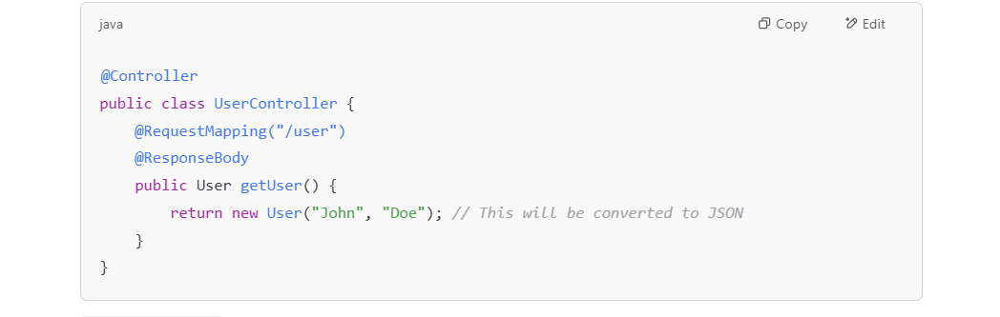 java
Copy
Edit
@Controller
public class UserController {
    @RequestMapping("/user")
    @ResponseBody
    public User getUser() {
        return new User("John", "Doe"); // This will be converted to JSON
    }
}